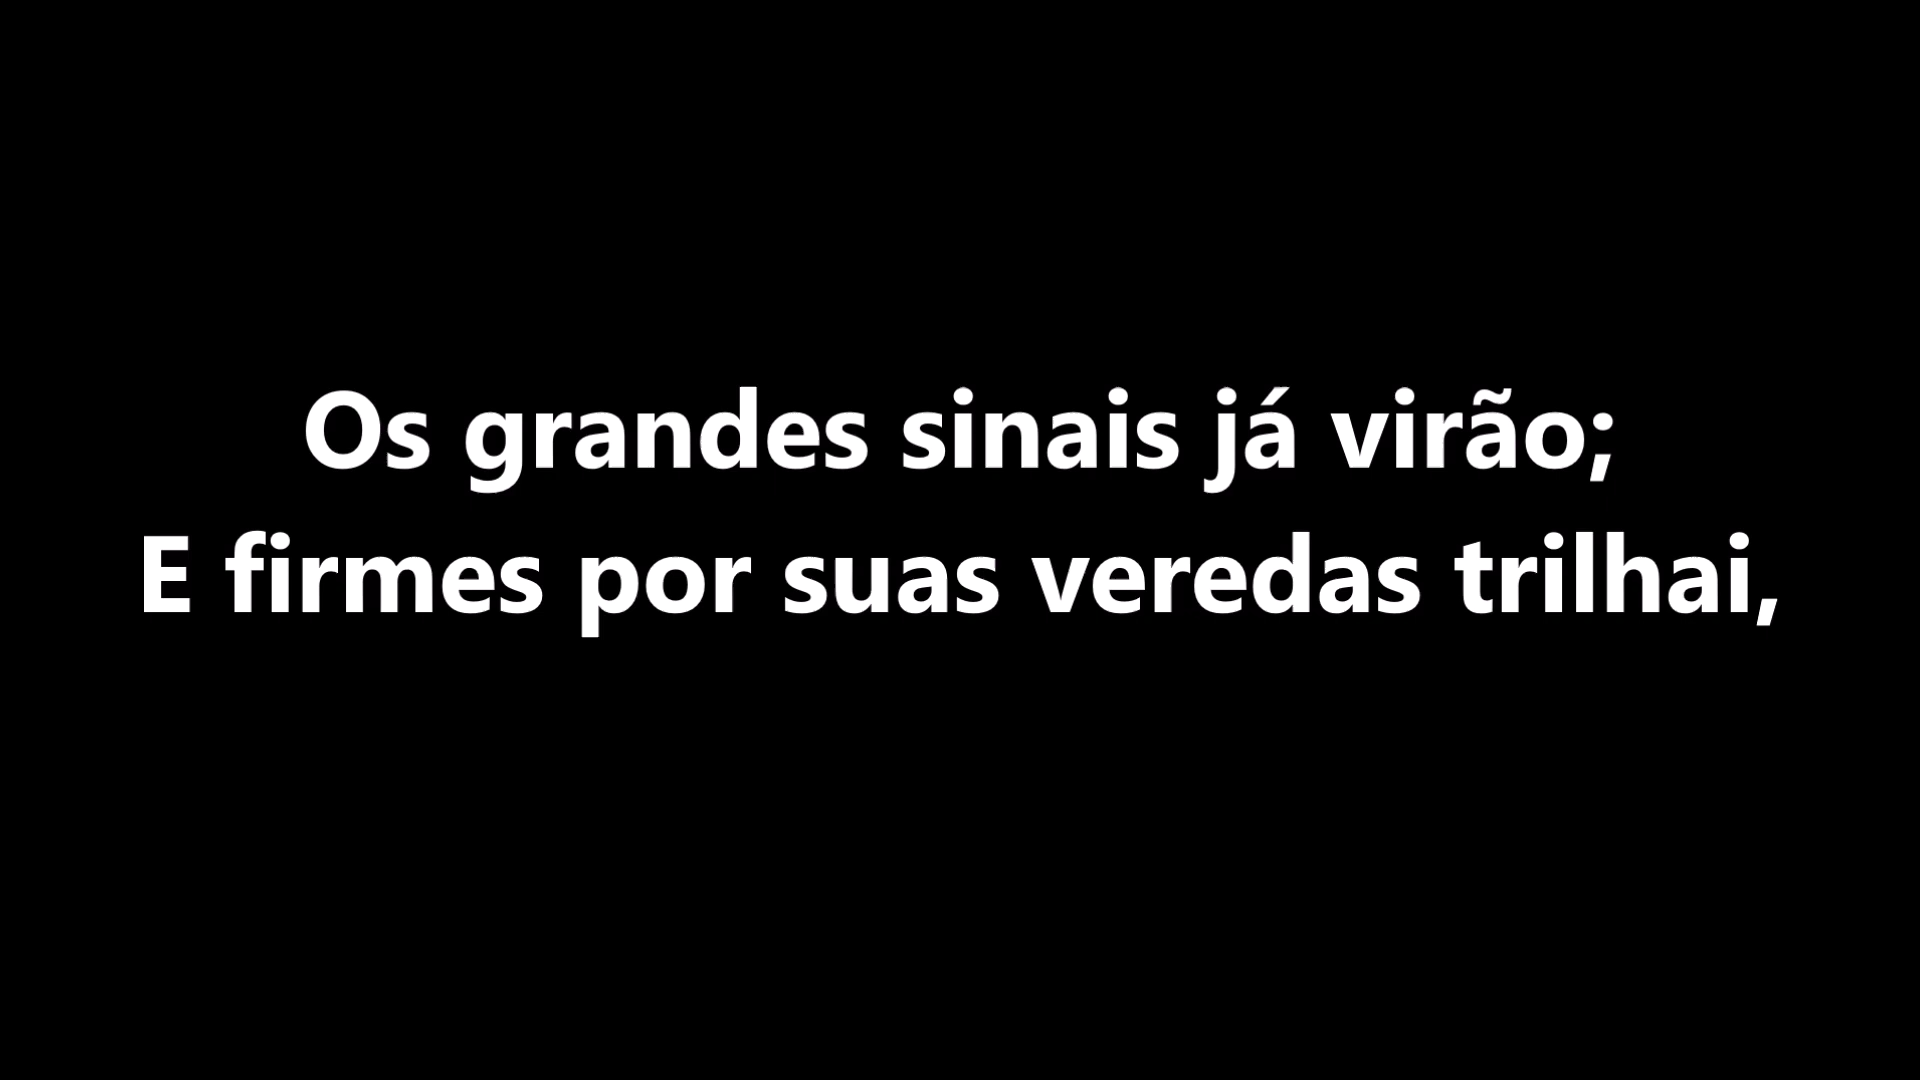 Os grandes sinais já virão;
E firmes por suas veredas trilhai,